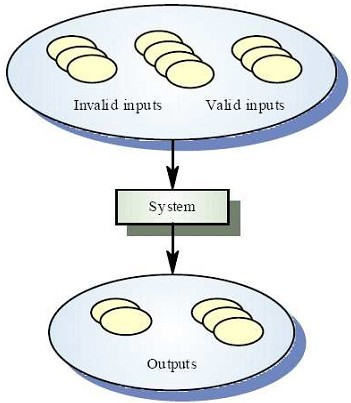 Invalid inputs Valid inputs
System
Outputs